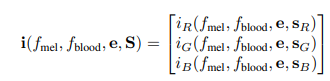 i(f_mel, f_blood, e, S) = [i_R(f_mel, f_blood, e, s_R)
i_G(f_mel, f_blood, e, s_G)
i_B(f_mel, f_blood, e, s_B)]